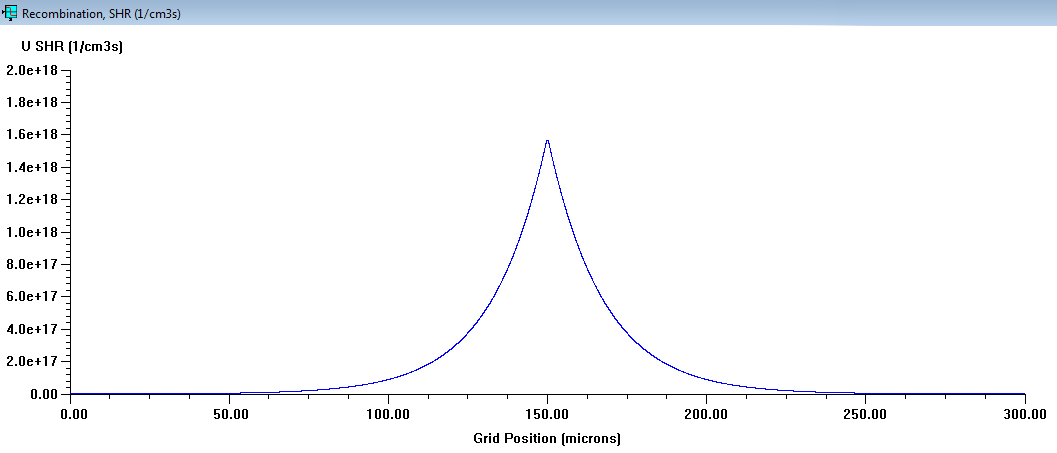 Recombination, SHR (1/cm3s)
U SHR (1/cm3s)
2.0e+18
1.8e+18
1.6e+18
1.4e+18
1.2e+18
1.0e+18
8.0e+17
6.0e+17
4.0e+17
2.0e+17
0.00
0.00 50.00 100.00 150.00 200.00 250.00 300.00
Grid Position (microns)